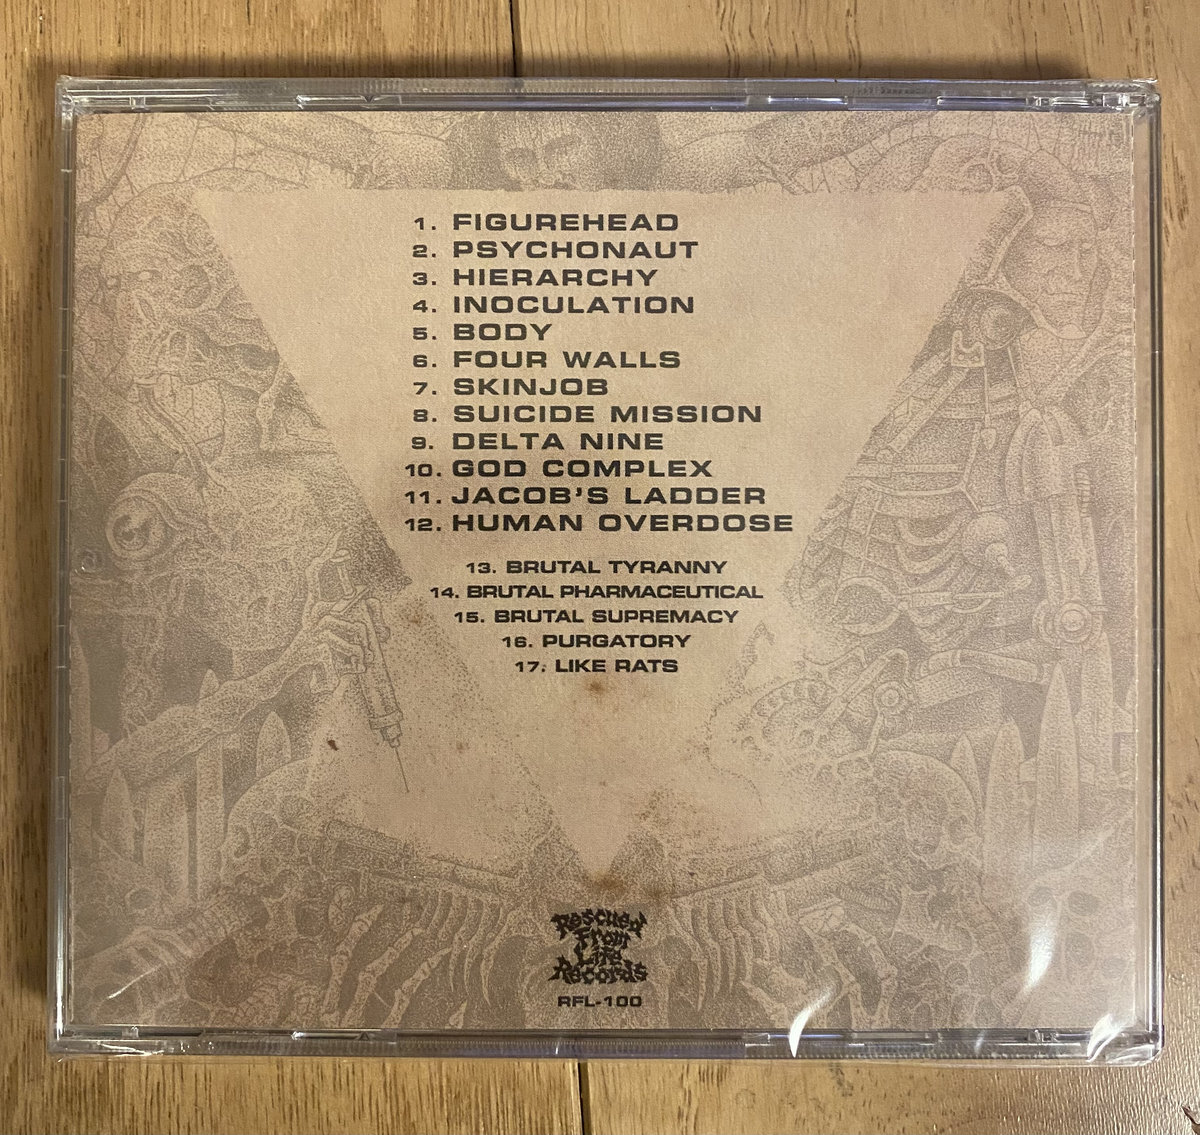 1. FIGUREHEAD
2. PSYCHONAUT
3. HIERARCHY
4. INOCULATION
5. BODY
6. FOUR WALLS
7. SKINJOB
8. SUICIDE MISSION
9. DELTA NINE
10. GOD COMPLEX
11. JACOB'S LADDER
12. HUMAN OVERDOSE
13. BRUTAL TYRANNY
14. BRUTAL PHARMACEUTICAL
15. BRUTAL SUPREMACY
16. PURGATORY
17. LIKE RATS
Rescued
From
Life
Records
RFL-100